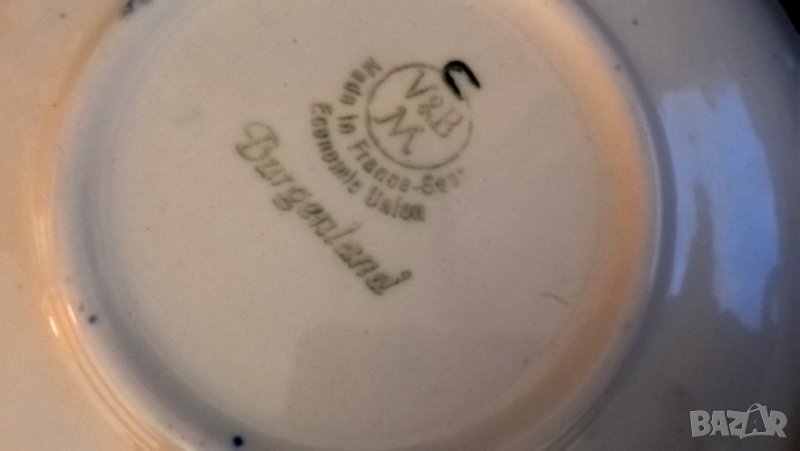 V&B
M
Made in France-Saar
Economic Union
Burgenland
BAZAR